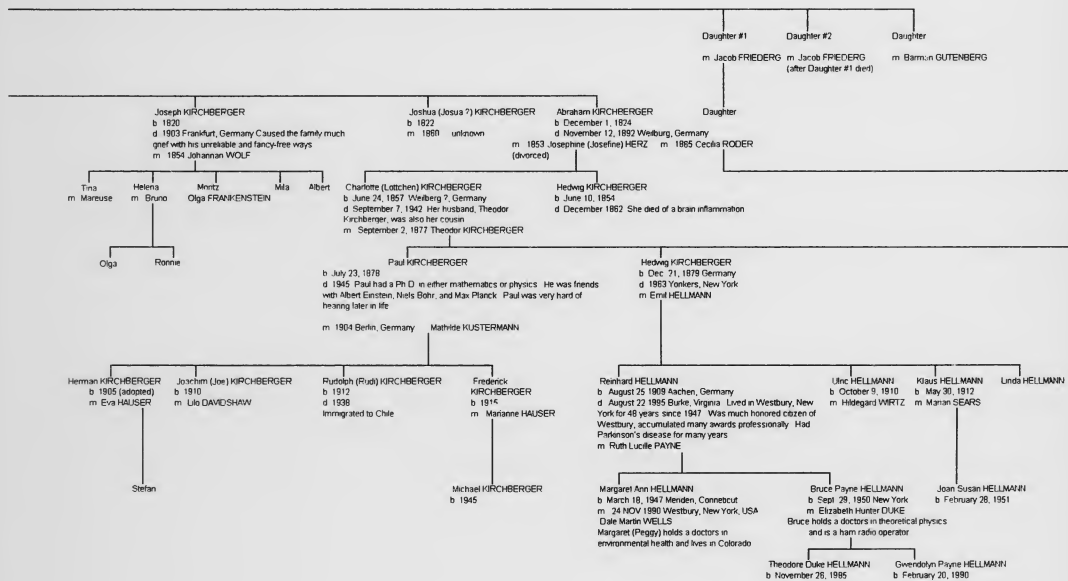 Daughter #1
m Jacob FRIEDERG
Daughter #2
m Jacob FRIEDERG
(after Daughter #1 died)
Daughter
m Barman GUTENBERG
Joseph KIRCHBERGER
b 1820
d 1903 Frankfurt, Germany Caused the family much
grief with his unreliable and fancy-free ways
m 1854 Johannan WOLF
Joshua (Josua ?) KIRCHBERGER
b 1822
m 1860 unknown
Abraham KIRCHBERGER
b December 1, 1824
d November 12, 1892 Weilburg, Germany
m 1853 Josephine (Josefine) HERZ m 1865 Cecilia RODER
(divorced)
Daughter
Tina
m Mareuse
Helena
m Bruno
Moritz
Olga FRANKENSTEIN
Mila
Albert
Charlotte (Lottchen) KIRCHBERGER
b June 24, 1857 Weilberg ?, Germany
d September 7, 1942 Her husband, Theodor
Kirchberger, was also her cousin
m September 2, 1877 Theodor KIRCHBERGER
Hedwig KIRCHBERGER
b June 10, 1854
d December 1862 She died of a brain inflammation
Olga
Ronnie
Paul KIRCHBERGER
b July 23, 1878
d 1945 Paul had a Ph D in either mathematics or physics He was friends
with Albert Einstein, Niels Bohr, and Max Planck Paul was very hard of
hearing later in life
m 1904 Berlin, Germany Mathilde KUSTERMANN
Hedwig KIRCHBERGER
b Dec 21, 1879 Germany
d 1963 Yonkers, New York
m Emil HELLMANN
Herman KIRCHBERGER
b 1905 (adopted)
m Eva HAUSER
Joachim (Joe) KIRCHBERGER
b 1910
m Lilo DAVIDSHAW
Rudolph (Rudi) KIRCHBERGER
b 1912
d 1938
Immigrated to Chile
Frederick
KIRCHBERGER
b 1915
m Marianne HAUSER
Reinhard HELLMANN
b August 25 1909 Aachen, Germany
d August 22 1995 Burke, Virginia Lived in Westbury, New
York for 48 years since 1947 Was much honored citizen of
Westbury, accumulated many awards professionally Had
Parkinson's disease for many years
m Ruth Lucille PAYNE
Ulric HELLMANN
b October 9, 1910
m Hildegard WIRTZ
Klaus HELLMANN
b May 30, 1912
m Marian SEARS
Linda HELLMANN
Stefan
Michael KIRCHBERGER
b 1945
Margaret Ann HELLMANN
b March 18, 1947 Menden, Connebcut
m 24 NOV 1990 Westbury, New York, USA
Dale Martin WELLS
Margaret (Peggy) holds a doctors in
environmental health and lives in Colorado
Bruce Payne HELLMANN
b Sept 29, 1950 New York
m Elizabeth Hunter DUKE
Bruce holds a doctors in theoretical physics
and is a ham radio operator
Joan Susan HELLMANN
b February 28, 1951
Theodore Duke HELLMANN
b November 26, 1985
Gwendolyn Payne HELLMANN
b February 20, 1990